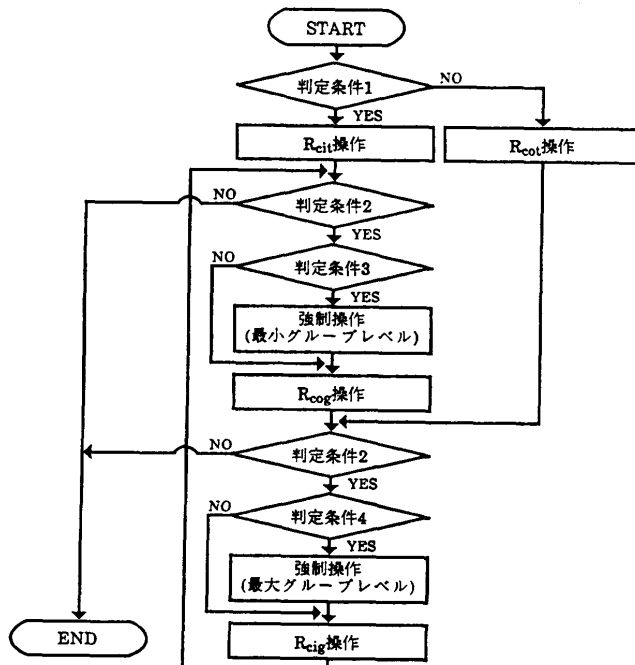 START
判定条件1
NO
YES
R_cit操作
R_cot操作
NO
判定条件2
YES
NO
判定条件3
YES
強制操作
(最小グループレベル)
R_cog操作
NO
判定条件2
YES
NO
判定条件4
YES
強制操作
(最大グループレベル)
END
R_cig操作